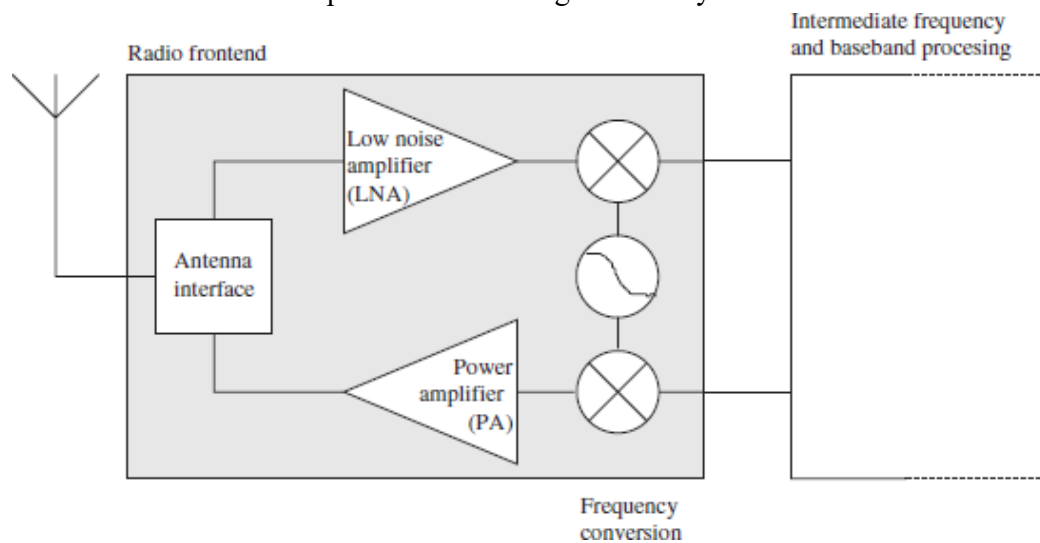 Intermediate frequency
and baseband procesing
Radio frontend
Low noise
amplifier
(LNA)
Antenna
interface
Power
amplifier
(PA)
Frequency
conversion